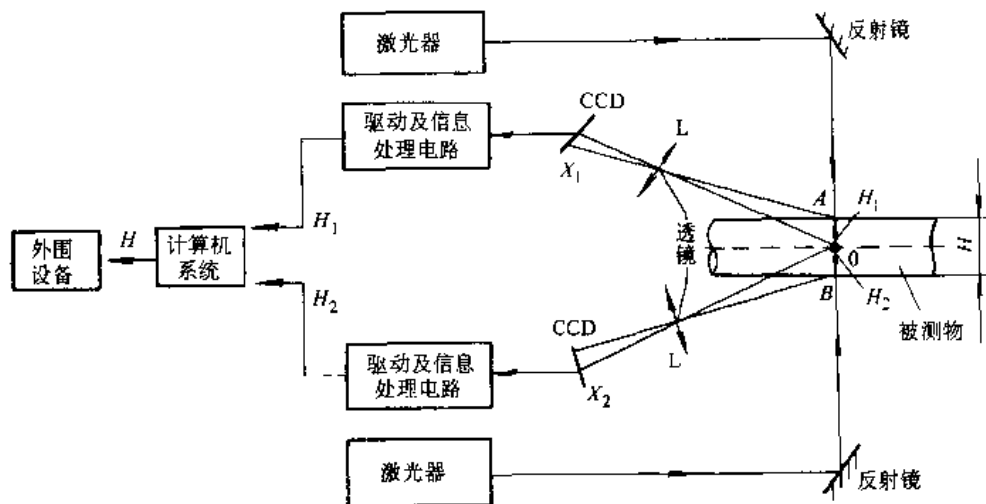 激光器
反射镜
CCD
L
驱动及信息
处理电路
X₁
A
H₁
H₁
透镜
H
外围
设备
H
计算机
系统
0
H₂
B
H₂
被测物
CCD
L
驱动及信息
处理电路
X₂
激光器
反射镜